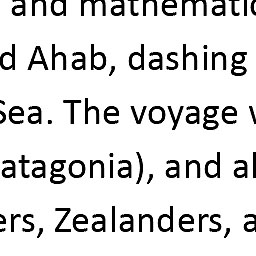 and mathematic
d Ahab, dashing
Sea. The voyage
atagonia), and al
ers, Zealanders, a